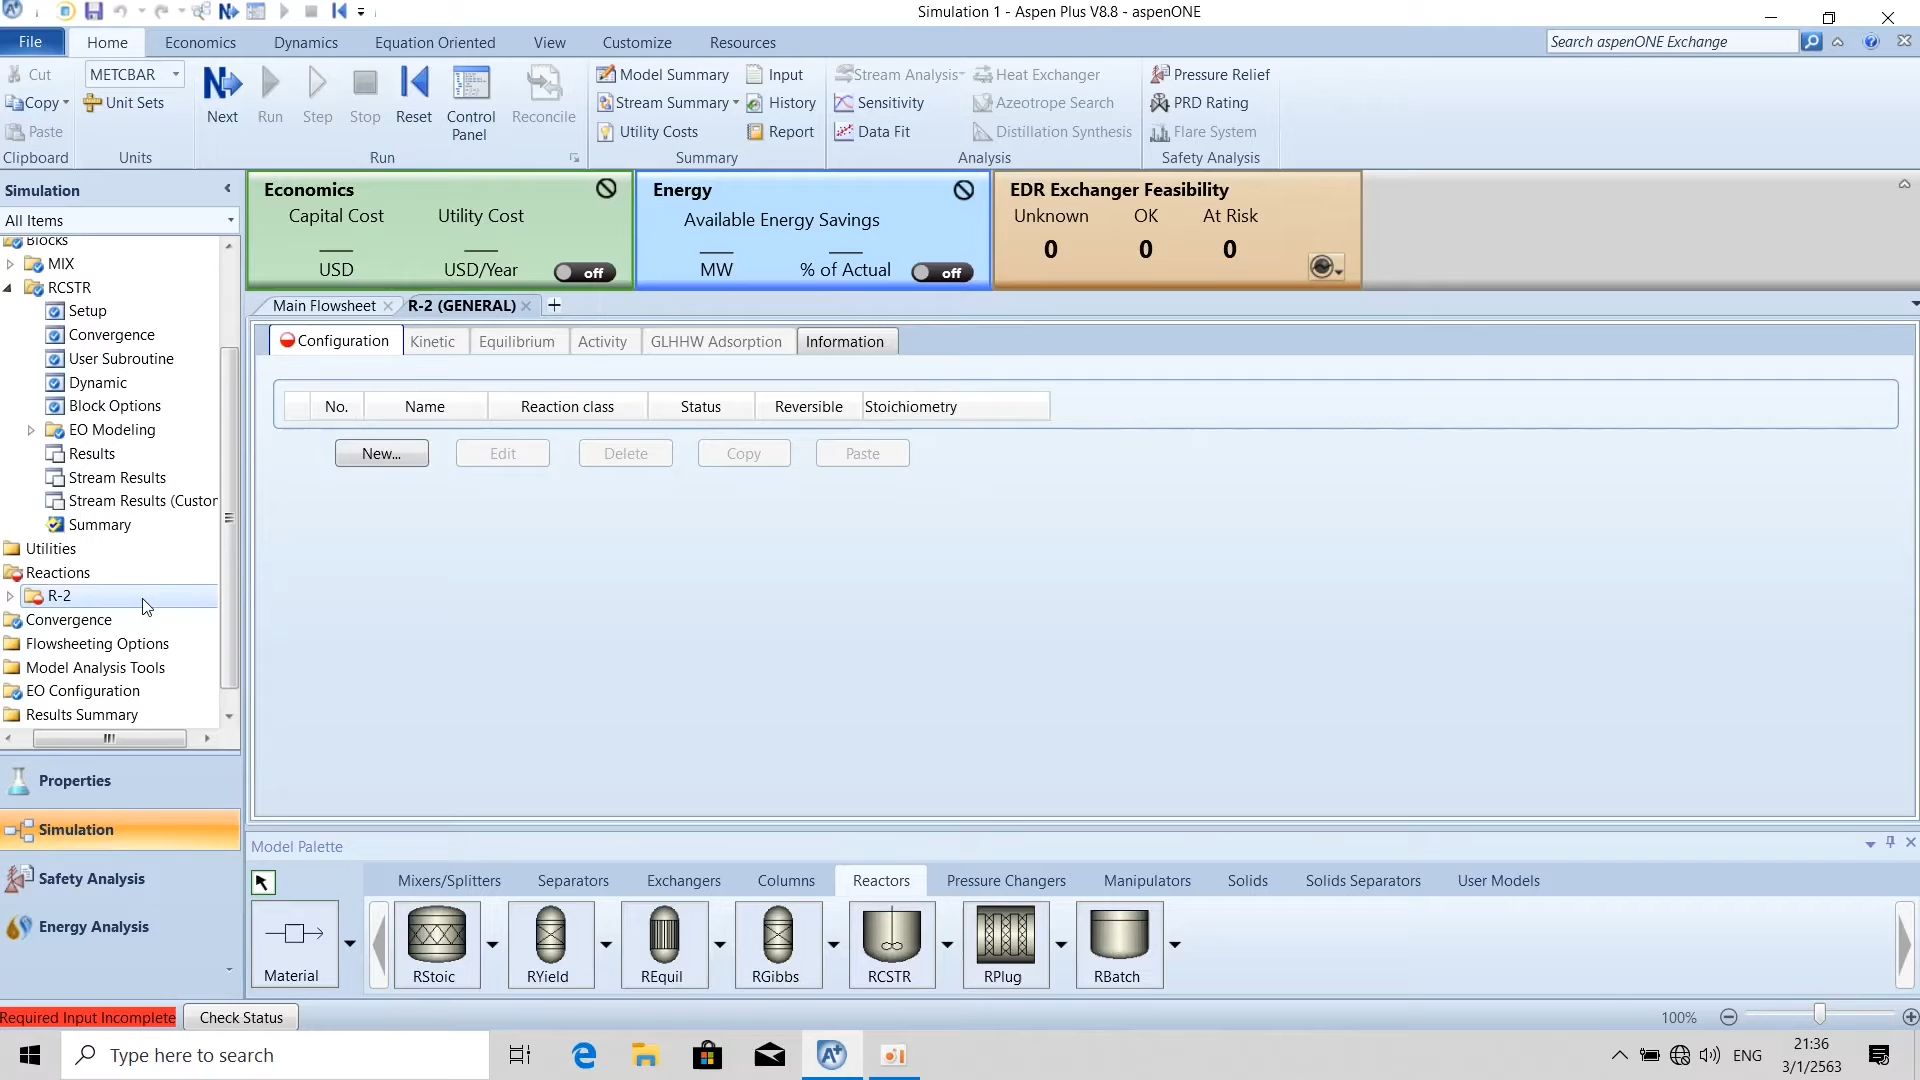 Simulation 1 - Aspen Plus V8.8 - aspenONE
File Home Economics Dynamics Equation Oriented View Customize Resources Search aspenONE Exchange
Cut METCBAR Model Summary Input Stream Analysis Heat Exchanger Pressure Relief
Copy Unit Sets Next Run Step Stop Reset Control Panel Reconcile Stream Summary History Sensitivity Azeotrope Search PRD Rating
Paste Utility Costs Report Data Fit Distillation Synthesis Flare System
Clipboard Units Run Summary Analysis Safety Analysis
Simulation
All Items
Economics
Capital Cost Utility Cost
USD USD/Year off
Energy
Available Energy Savings
MW % of Actual off
EDR Exchanger Feasibility
Unknown OK At Risk
0 0 0
Blocks
MIX
RCSTR
Setup
Convergence
User Subroutine
Dynamic
Block Options
EO Modeling
Results
Stream Results
Stream Results (Custor
Summary
Utilities
Reactions
R-2
Convergence
Flowsheeting Options
Model Analysis Tools
EO Configuration
Results Summary
Properties
Simulation
Safety Analysis
Energy Analysis
Main Flowsheet R-2 (GENERAL)
Configuration Kinetic Equilibrium Activity GLHHW Adsorption Information
No. Name Reaction class Status Reversible Stoichiometry
New... Edit Delete Copy Paste
Model Palette
Mixers/Splitters Separators Exchangers Columns Reactors Pressure Changers Manipulators Solids Solids Separators User Models
Material RStoic RYield REquil RGibbs RCSTR RPlug RBatch
Required Input Incomplete Check Status 100%
Type here to search ENG 21:36
3/1/2563